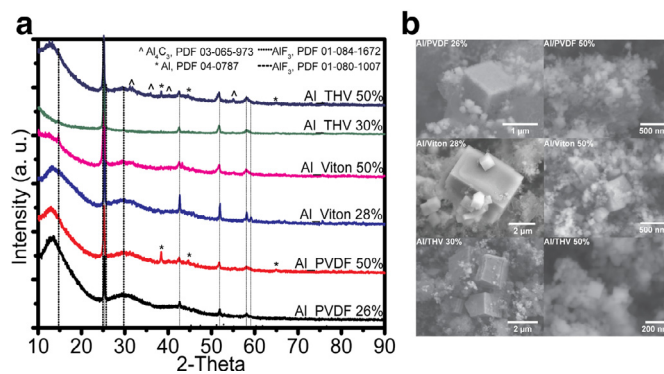 a
^ Al₄C₃, PDF 03-065-973
AlF₃, PDF 01-084-1672
* Al, PDF 04-0787
AlF₃, PDF 01-080-1007
Al_THV 50%
Al_THV 30%
Al_Viton 50%
Al_Viton 28%
Al_PVDF 50%
Al_PVDF 26%
Intensity (a. u.)
10 20 30 40 50 60 70 80 90
2-Theta
b
Al/PVDF 26%
1 µm
Al/PVDF 50%
500 nm
Al/Viton 28%
2 µm
Al/Viton 50%
500 nm
Al/THV 30%
2 µm
Al/THV 50%
200 nm